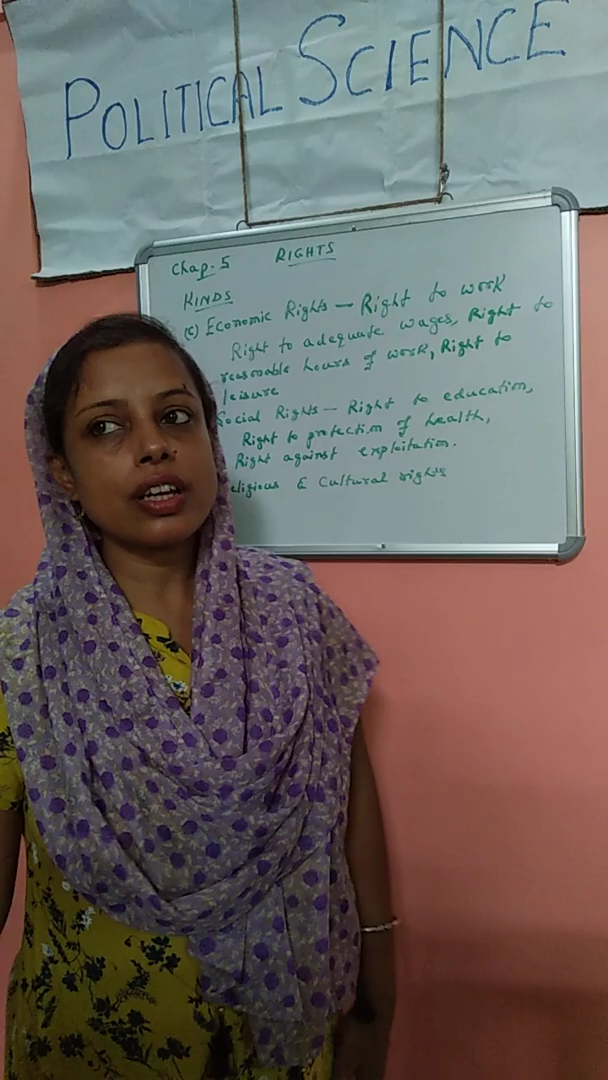 POLITICAL SCIENCE
Chap. 5 RIGHTS
KINDS
(c) Economic Rights — Right to work
Right to adequate wages, Right to
reasonable hours of work, Right to
leisure
Social Rights — Right to education,
Right to protection of health,
Right against exploitation.
eligious & Cultural rights